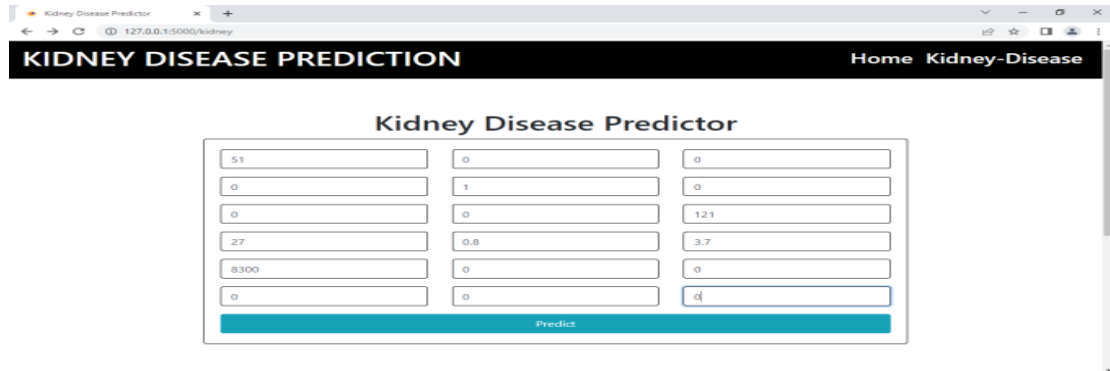 Kidney Disease Predictor
127.0.0.1:5000/kidney
KIDNEY DISEASE PREDICTION Home Kidney-Disease
Kidney Disease Predictor
51 0 0
0 1 0
0 0 121
27 0.8 3.7
8300 0 0
0 0 0
Predict